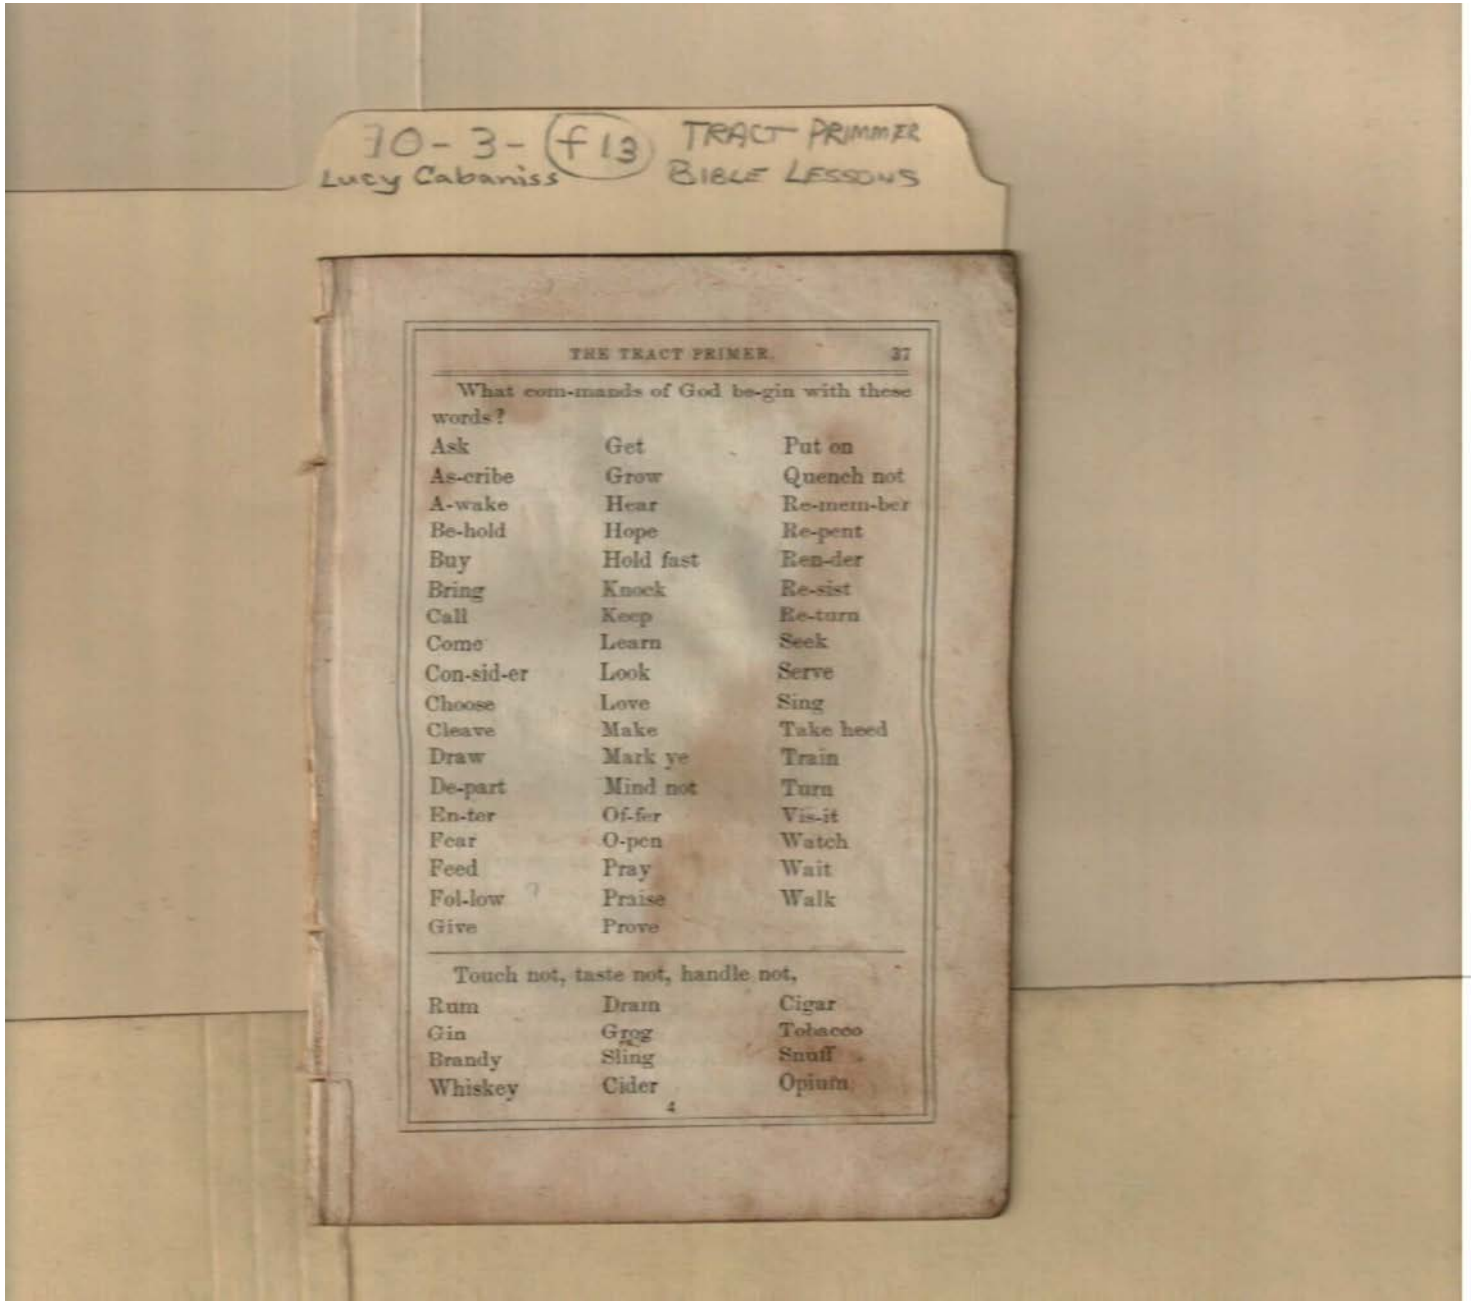 70-3-(f13) TRACT PRIMMER
Lucy Cabaniss BIBLE LESSONS
THE TRACT PRIMER. 37
What com-mands of God be-gin with these
words?
Ask Get Put on
As-cribe Grow Quench not
A-wake Hear Re-mem-ber
Be-hold Hope Re-pent
Buy Hold fast Ren-der
Bring Knock Re-sist
Call Keep Re-turn
Come Learn Seek
Con-sid-er Look Serve
Choose Love Sing
Cleave Make Take heed
Draw Mark ye Train
De-part Mind not Turn
En-ter Of-fer Vis-it
Fear O-pen Watch
Feed Pray Wait
Fol-low Praise Walk
Give Prove
Touch not, taste not, handle not,
Rum Dram Cigar
Gin Grog Tobacco
Brandy Sling Snuff
Whiskey Cider Opium
4